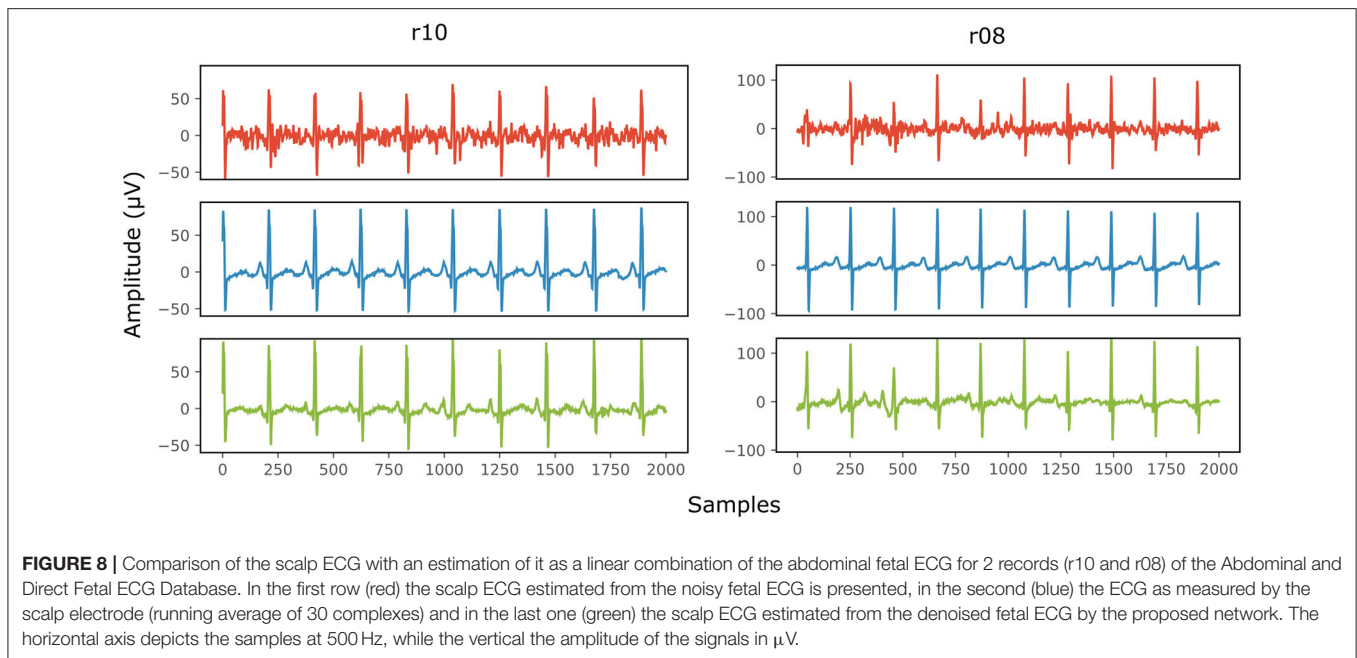 r10
r08
Amplitude (µV)
50
0
−50
50
0
−50
50
0
−50
0 250 500 750 1000 1250 1500 1750 2000
100
0
−100
100
0
−100
100
0
−100
0 250 500 750 1000 1250 1500 1750 2000
Samples
FIGURE 8 | Comparison of the scalp ECG with an estimation of it as a linear combination of the abdominal fetal ECG for 2 records (r10 and r08) of the Abdominal and
Direct Fetal ECG Database. In the first row (red) the scalp ECG estimated from the noisy fetal ECG is presented, in the second (blue) the ECG as measured by the
scalp electrode (running average of 30 complexes) and in the last one (green) the scalp ECG estimated from the denoised fetal ECG by the proposed network. The
horizontal axis depicts the samples at 500 Hz, while the vertical the amplitude of the signals in µV.